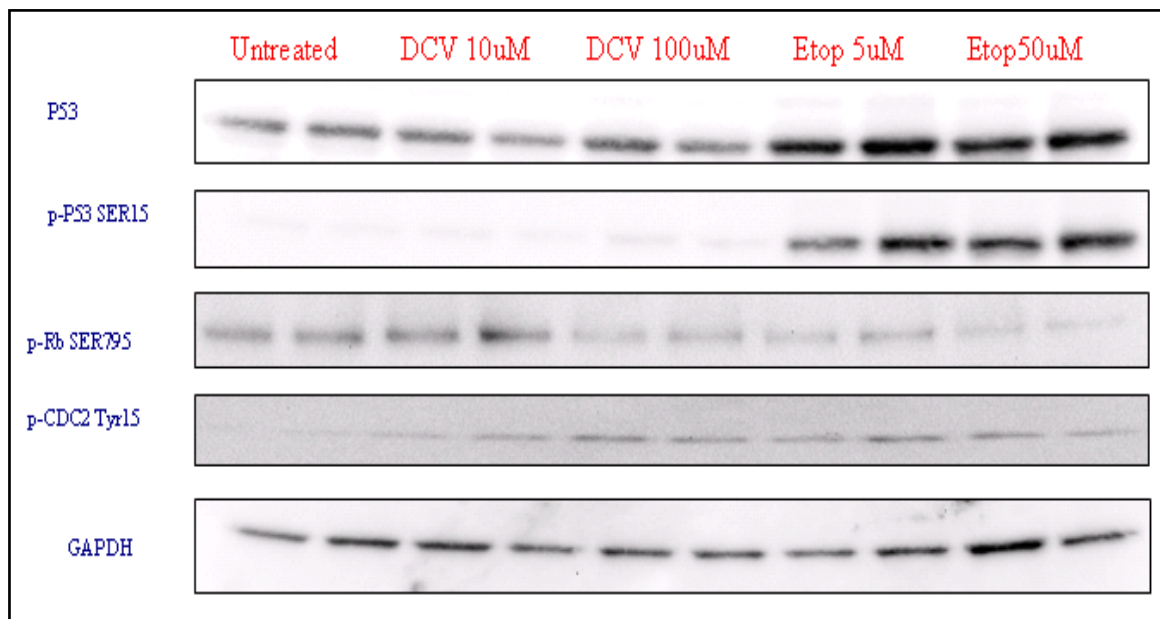 Untreated DCV 10uM DCV 100uM Etop 5uM Etop50uM
P53
p-P53 SER15
p-Rb SER795
p-CDC2 Tyr15
GAPDH